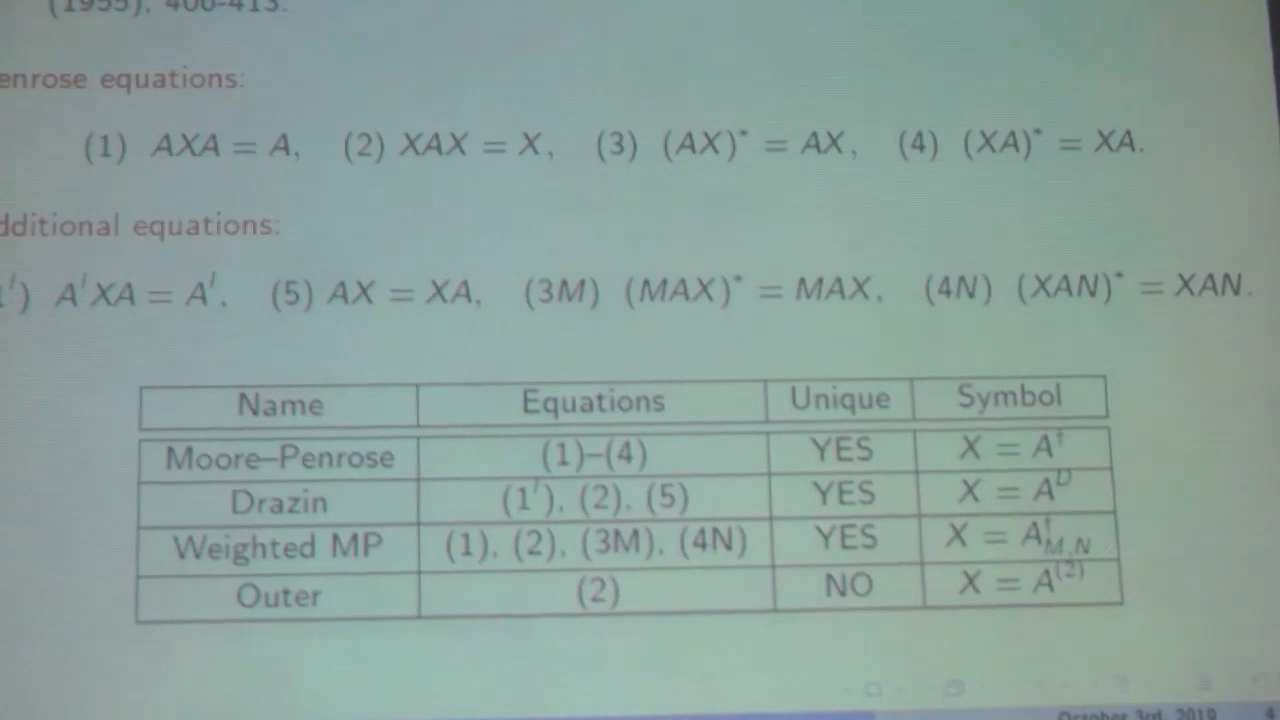 (1955), 406-413.
enrose equations:
(1) AXA = A, (2) XAX = X, (3) (AX)* = AX, (4) (XA)* = XA.
dditional equations:
(1^l) A^l XA = A^l, (5) AX = XA, (3M) (MAX)* = MAX, (4N) (XAN)* = XAN.
Name Equations Unique Symbol
Moore–Penrose (1)–(4) YES X = A^†
Drazin (1^l), (2), (5) YES X = A^D
Weighted MP (1), (2), (3M), (4N) YES X = A^†_{M,N}
Outer (2) NO X = A^(2)
October 3rd, 2019